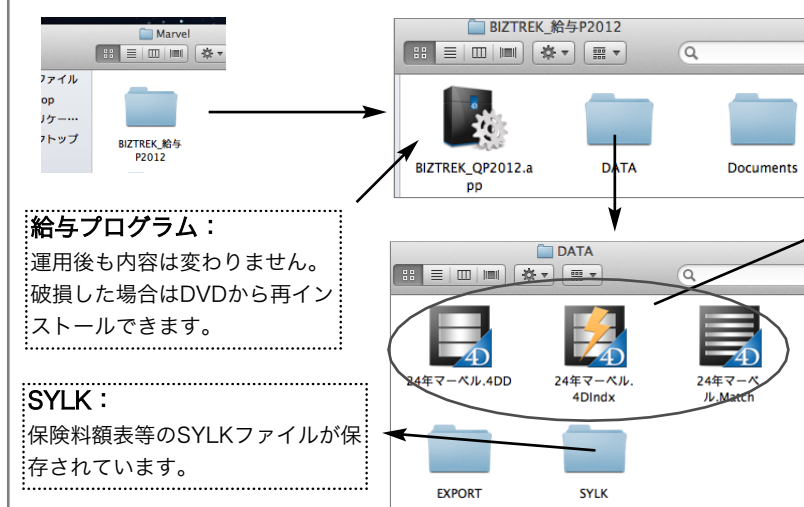 Marvel
ファイル
op
リケー…
クトップ
BIZTREK_給与
P2012
BIZTREK_給与P2012
BIZTREK_QP2012.a
pp
DATA
Documents
給与プログラム：
運用後も内容は変わりません。
破損した場合はDVDから再イン
ストールできます。
DATA
24年マーベル.4DD
24年マーベル.
4DIndx
24年マーベ
ル.Match
4D
4D
4D
SYLK：
保険料額表等のSYLKファイルが保
存されています。
EXPORT
SYLK